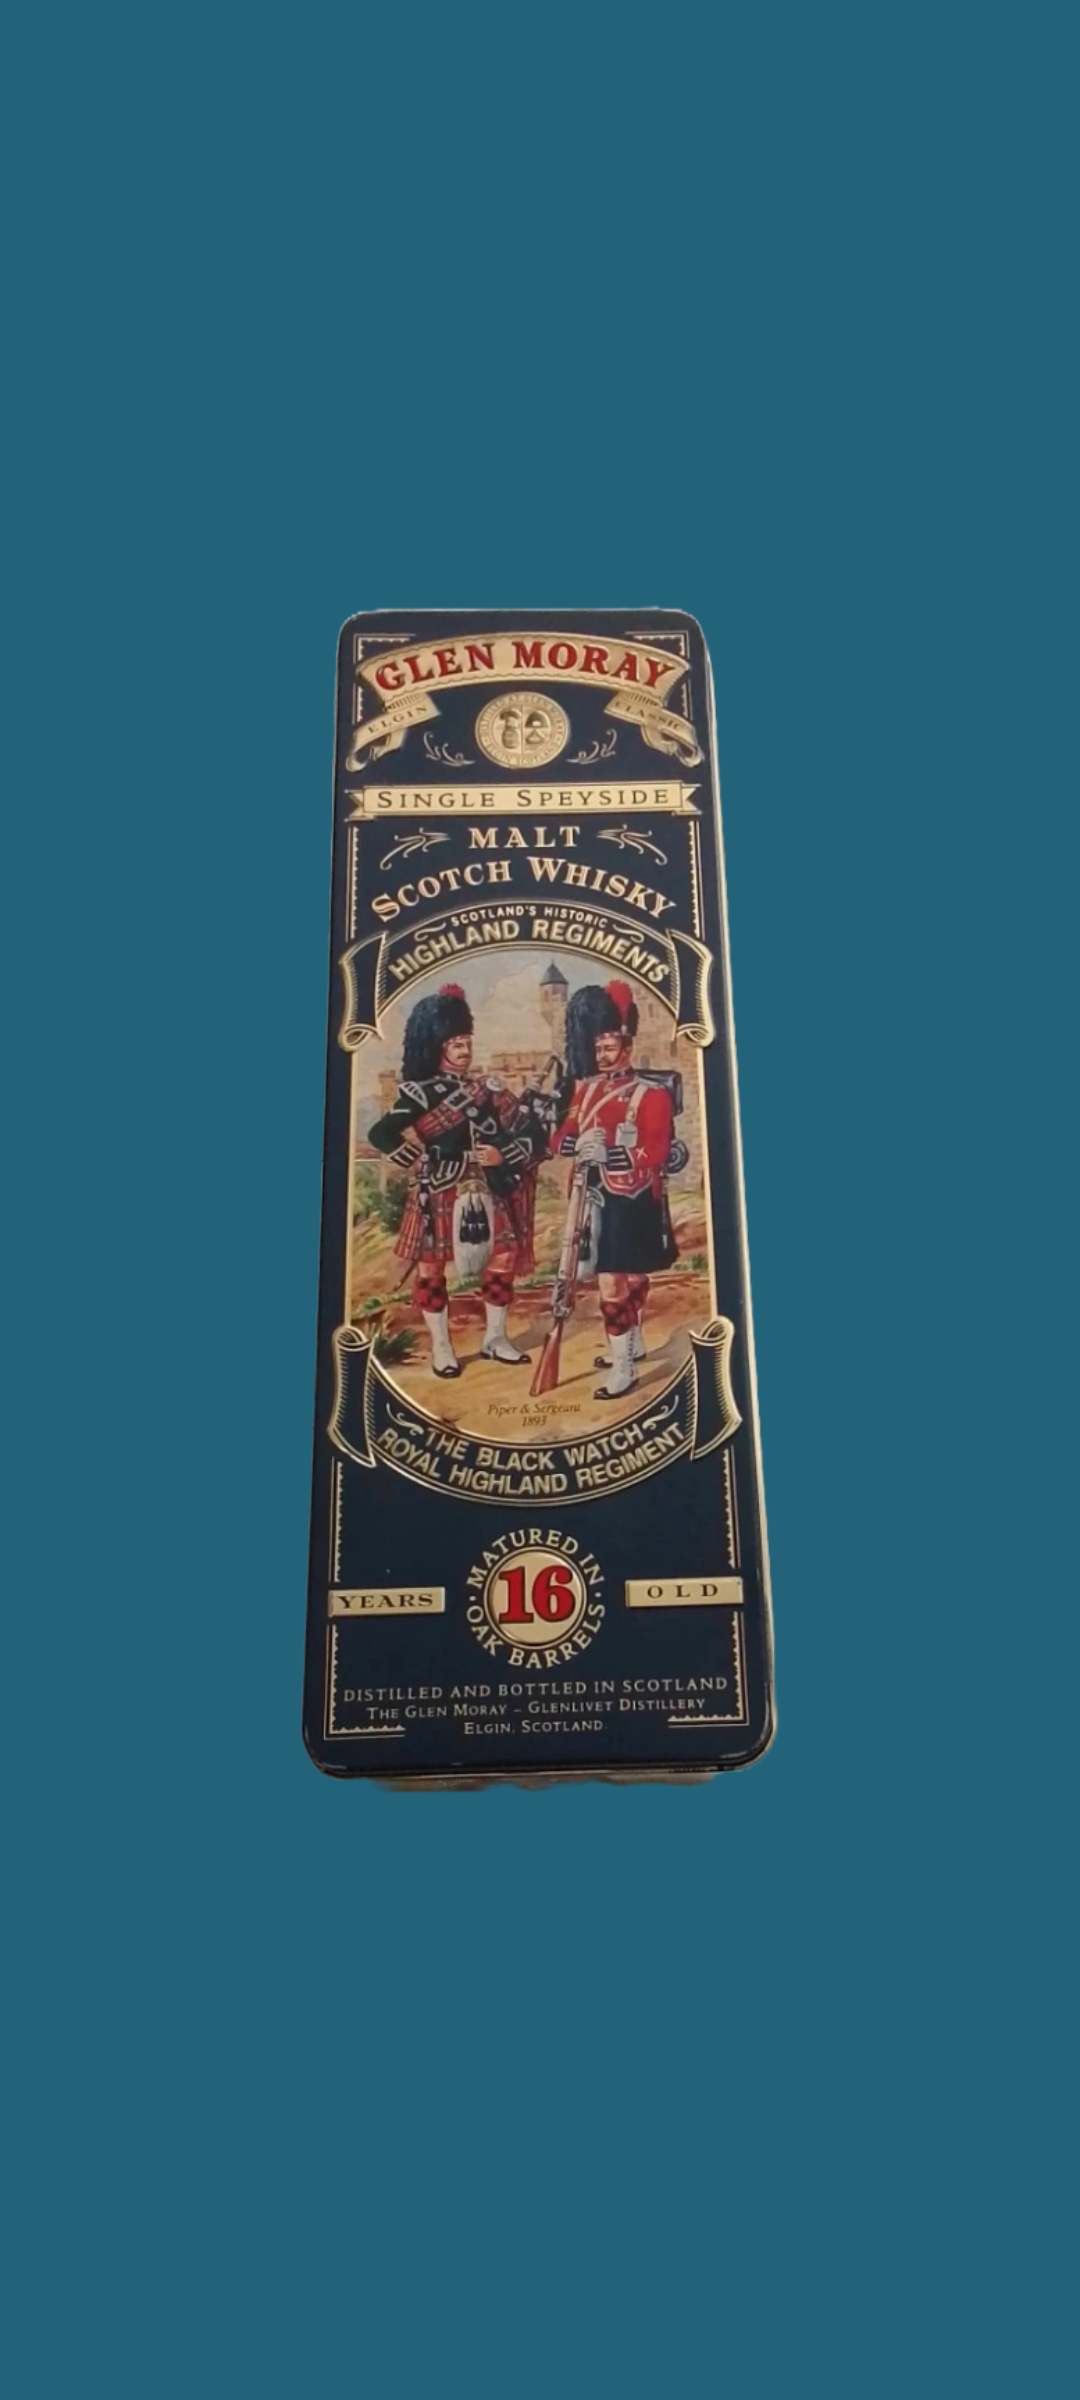 GLEN MORAY
ELGIN CLASSIC
SINGLE SPEYSIDE
MALT
SCOTCH WHISKY
SCOTLAND'S HISTORIC
HIGHLAND REGIMENTS
Piper & Sergeant
1893
THE BLACK WATCH
ROYAL HIGHLAND REGIMENT
MATURED IN
YEARS 16 OLD
OAK BARRELS
DISTILLED AND BOTTLED IN SCOTLAND
THE GLEN MORAY – GLENLIVET DISTILLERY
ELGIN, SCOTLAND.